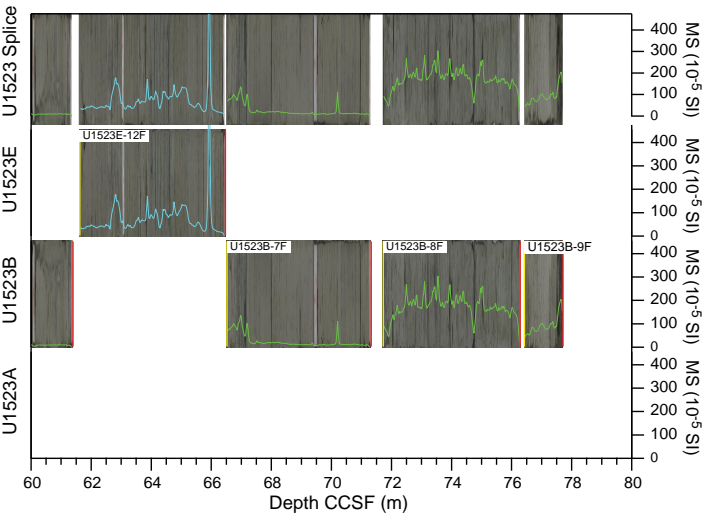 U1523 Splice
400
300
200
100
0
MS (10-5 SI)
U1523E
U1523E-12F
400
300
200
100
0
MS (10-5 SI)
U1523B
U1523B-7F
U1523B-8F
U1523B-9F
400
300
200
100
0
MS (10-5 SI)
U1523A
400
300
200
100
0
MS (10-5 SI)
60 62 64 66 68 70 72 74 76 78 80
Depth CCSF (m)